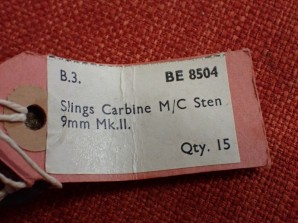 B.3. BE 8504
Slings Carbine M/C Sten
9mm Mk.II.
Qty. 15